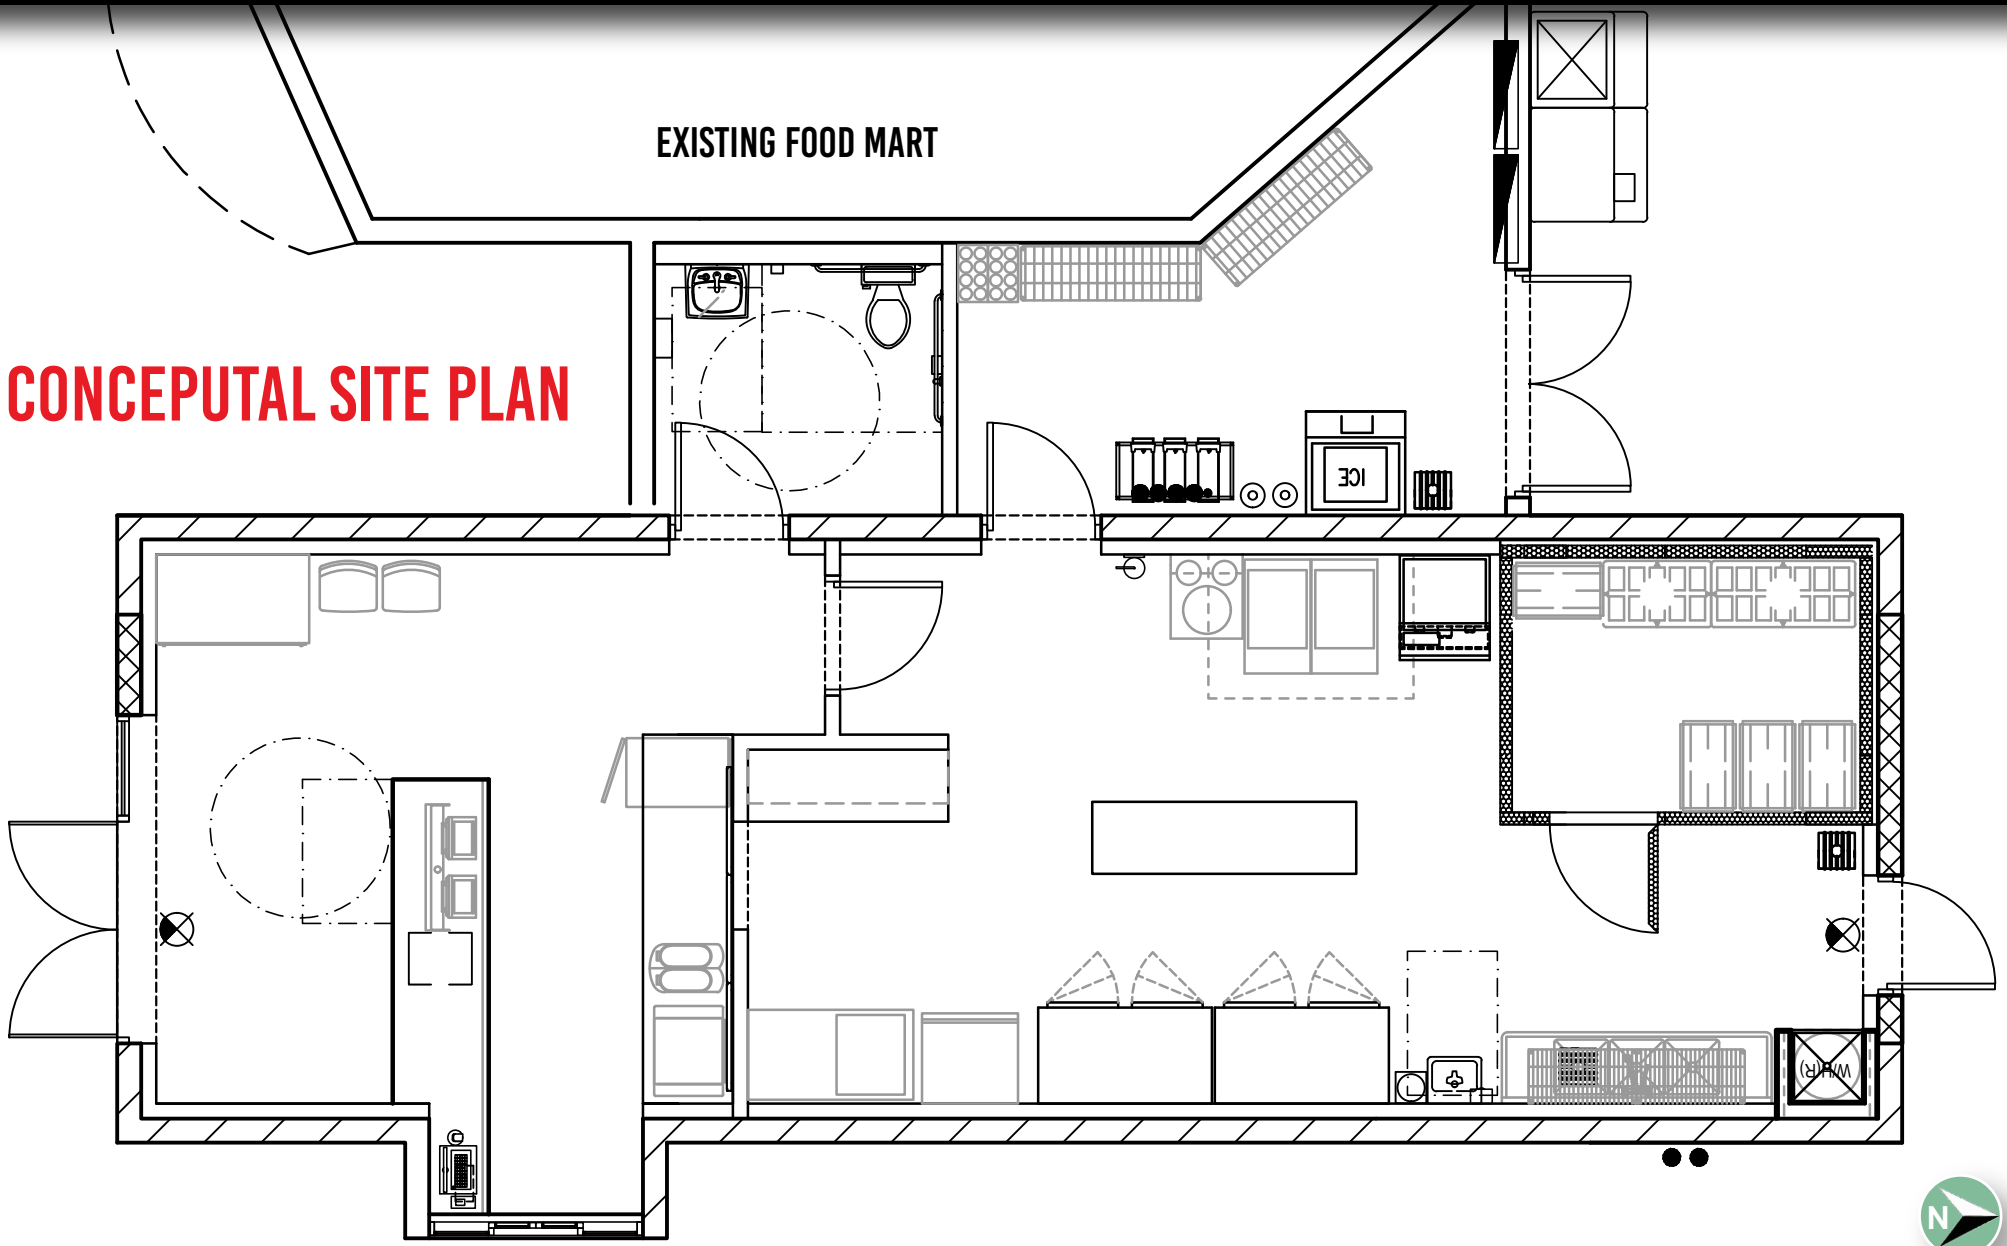 EXISTING FOOD MART
CONCEPUTAL SITE PLAN
ICE
W/H(R)
N